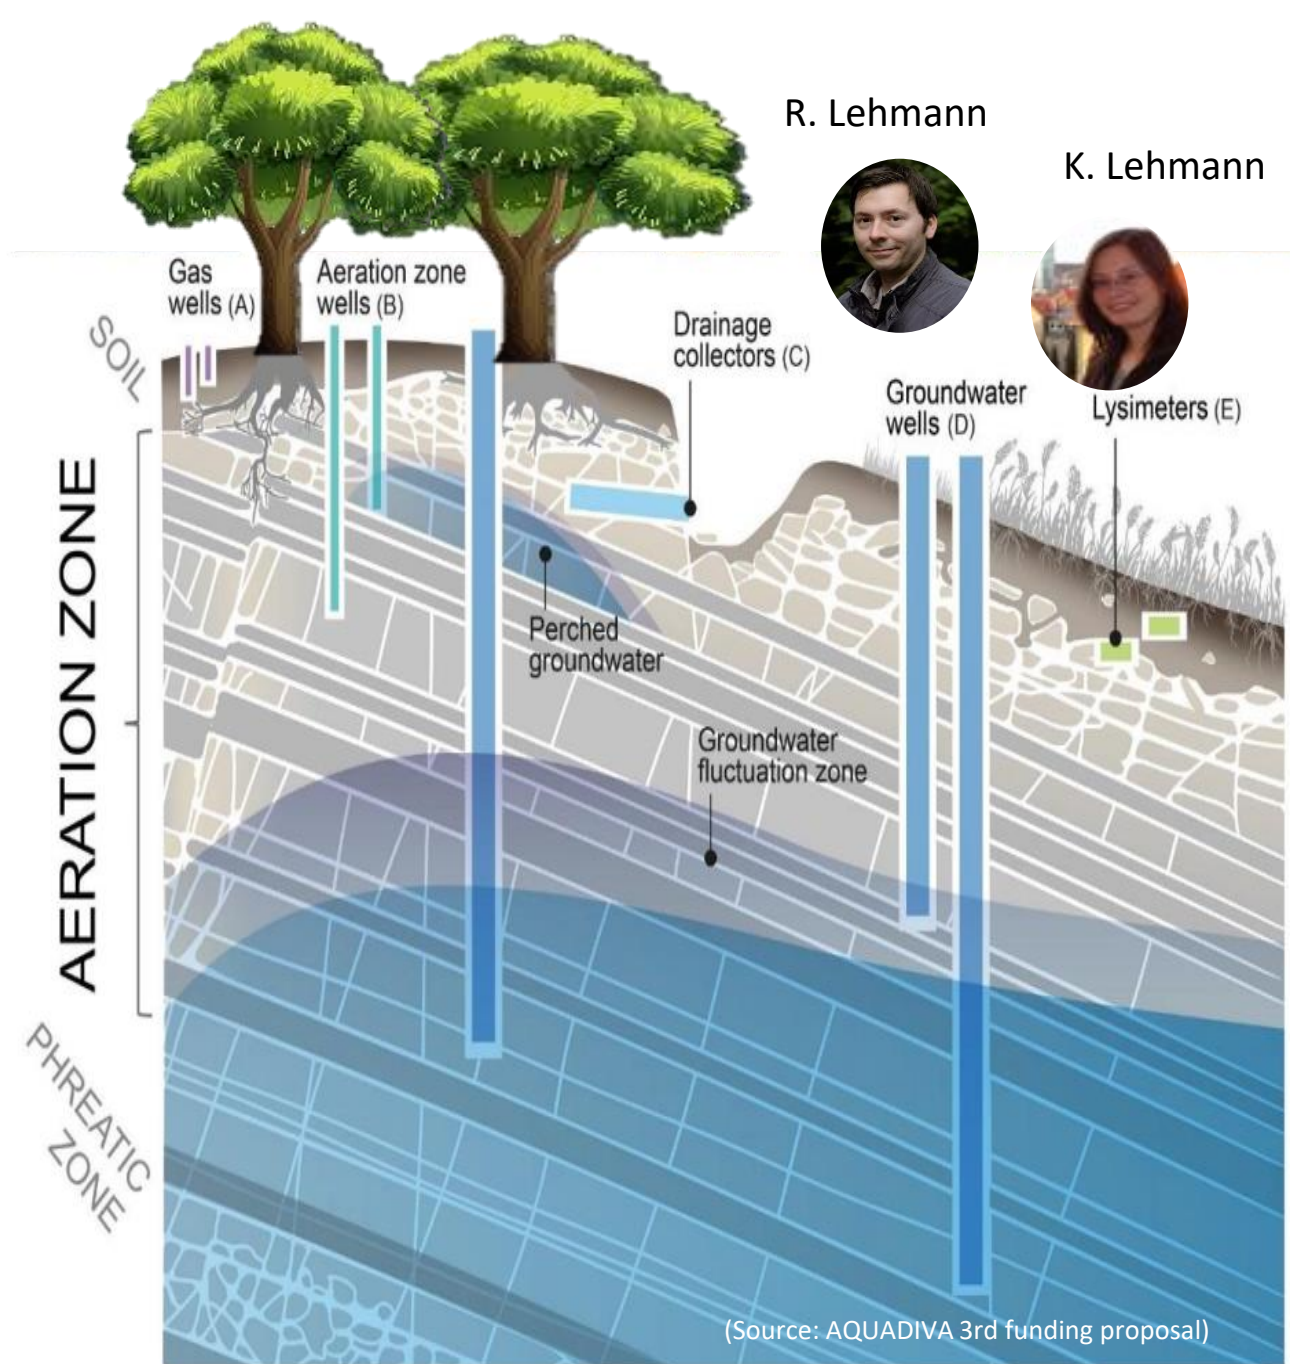 R. Lehmann
K. Lehmann
Gas
wells (A)
Aeration zone
wells (B)
SOIL
Drainage
collectors (C)
Groundwater
wells (D)
Lysimeters (E)
AERATION ZONE
Perched
groundwater
Groundwater
fluctuation zone
PHREATIC
ZONE
(Source: AQUADIVA 3rd funding proposal)